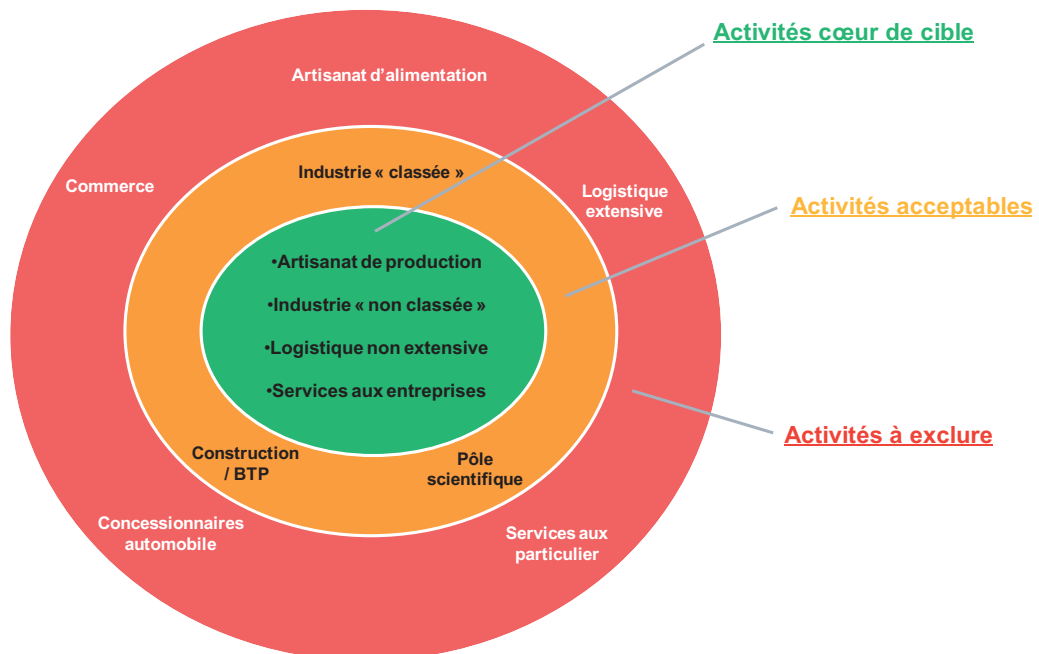 Activités cœur de cible
Artisanat d’alimentation
Industrie « classée »
Commerce
Logistique
extensive
Activités acceptables
•Artisanat de production
•Industrie « non classée »
•Logistique non extensive
•Services aux entreprises
Activités à exclure
Construction
/ BTP
Pôle
scientifique
Concessionnaires
automobile
Services aux
particulier